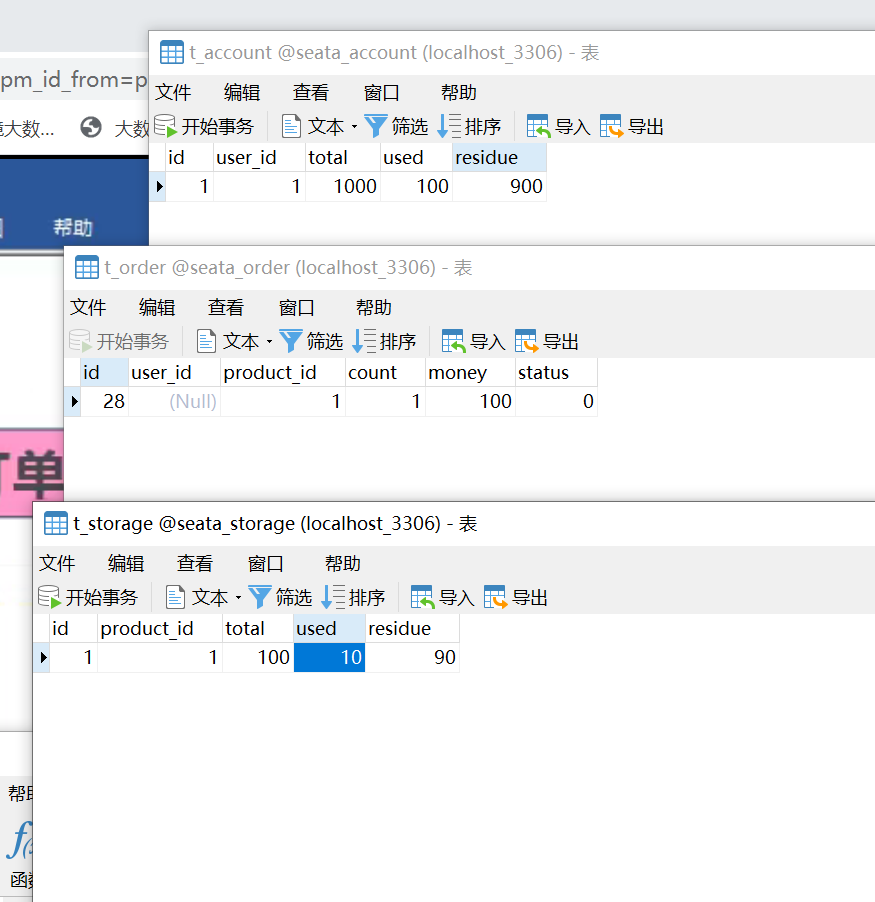 t_account @seata_account (localhost_3306) - 表
pm_id_from=p
文件 编辑 查看 窗口 帮助
大数... 大数
开始事务 文本 筛选 排序 导入 导出
id user_id total used residue
1 1 1000 100 900
帮助
t_order @seata_order (localhost_3306) - 表
文件 编辑 查看 窗口 帮助
开始事务 文本 筛选 排序 导入 导出
id user_id product_id count money status
28 (Null) 1 1 100 0
单
t_storage @seata_storage (localhost_3306) - 表
文件 编辑 查看 窗口 帮助
开始事务 文本 筛选 排序 导入 导出
id product_id total used residue
1 1 100 10 90
帮
函